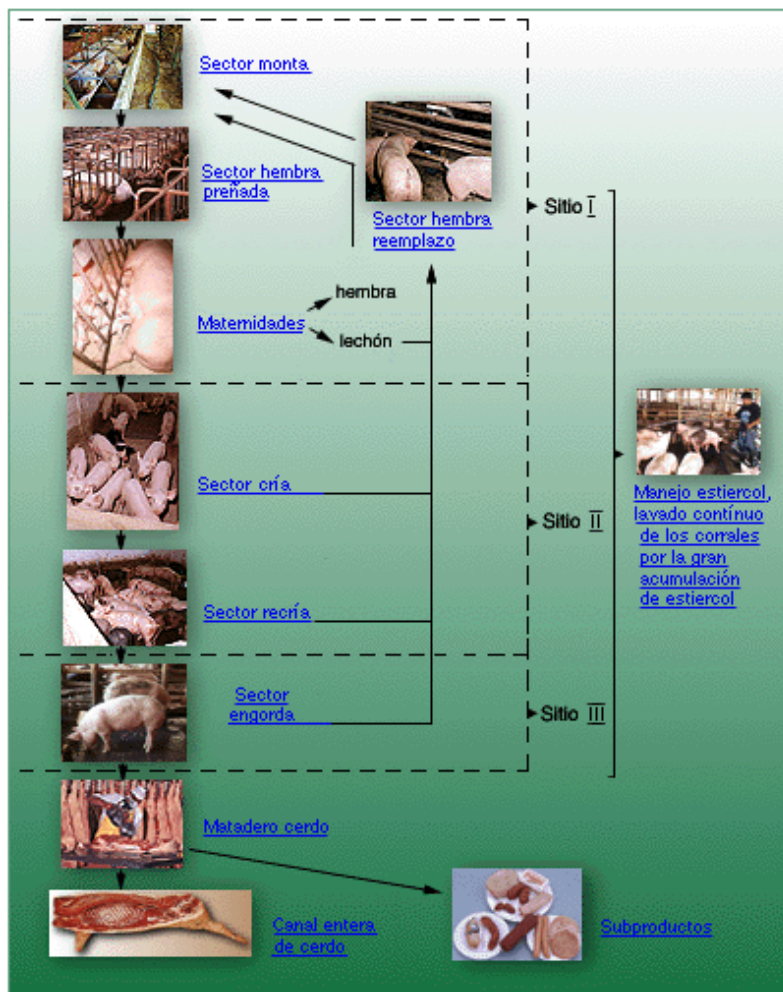 Sector monta
Sector hembra
preñada
Sector hembra
reemplazo
Sitio I
hembra
Maternidades
lechón
Sector cría
Sitio II
Manejo estiercol,
lavado contínuo
de los corrales
por la gran
acumulación
de estiercol
Sector recría
Sector
engorda
Sitio III
Matadero cerdo
Canal entera
de cerdo
Subproductos